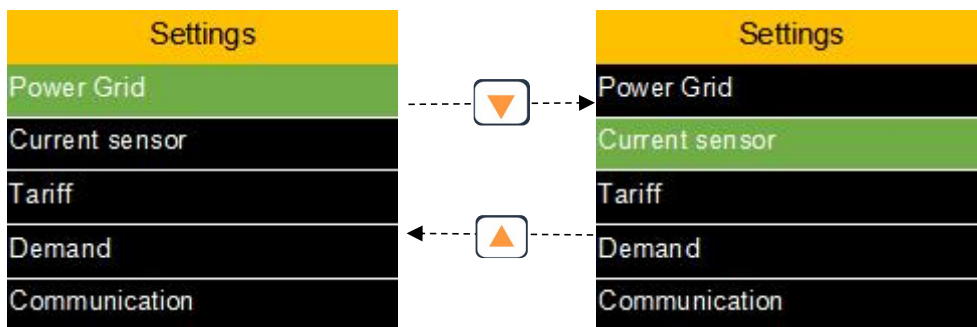 Settings
Power Grid
Current sensor
Tariff
Demand
Communication
Settings
Power Grid
Current sensor
Tariff
Demand
Communication